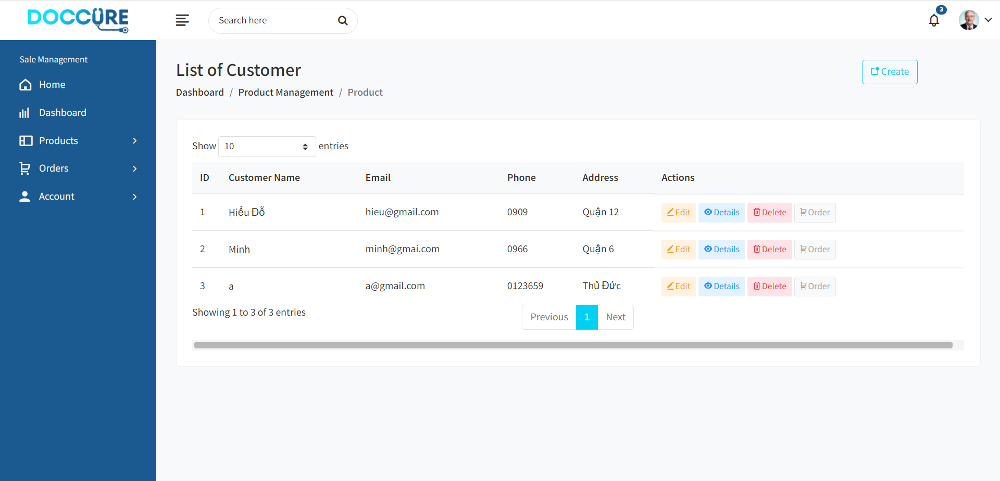 DOCCURE
Search here
3
Sale Management
Home
Dashboard
Products
Orders
Account
List of Customer
Dashboard / Product Management / Product
Create
Show 10 entries
ID Customer Name Email Phone Address Actions
1 Hiểu Đỗ hieu@gmail.com 0909 Quận 12 Edit Details Delete Order
2 Minh minh@gmai.com 0966 Quận 6 Edit Details Delete Order
3 a a@gmail.com 0123659 Thủ Đức Edit Details Delete Order
Showing 1 to 3 of 3 entries
Previous 1 Next